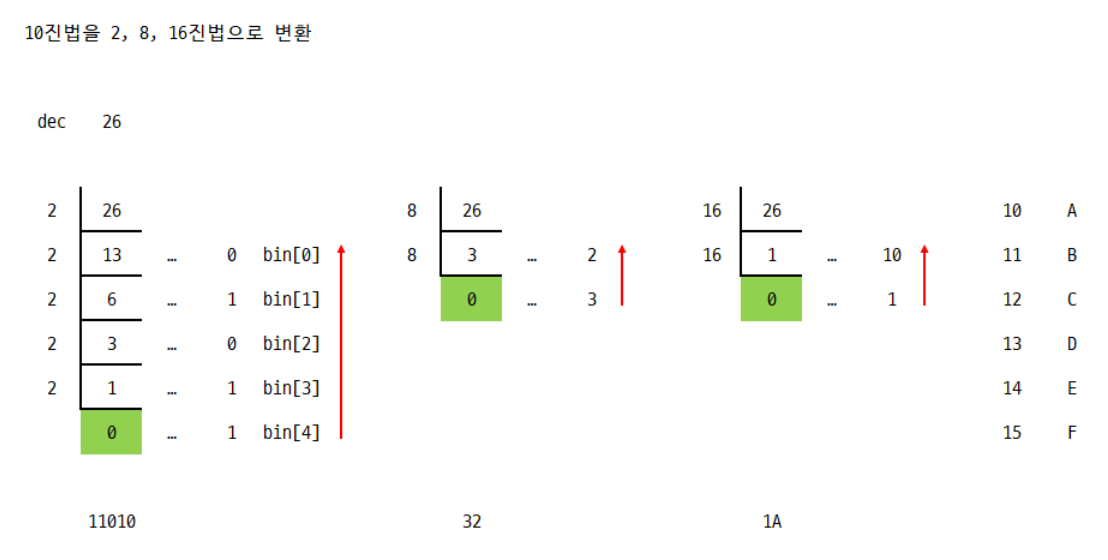 10진법을 2, 8, 16진법으로 변환
dec 26
2 26 8 26 16 26 10 A
2 13 … 0 bin[0] 8 3 … 2 16 1 … 10 11 B
2 6 … 1 bin[1] 0 … 3 0 … 1 12 C
2 3 … 0 bin[2] 13 D
2 1 … 1 bin[3] 14 E
0 … 1 bin[4] 15 F
11010 32 1A